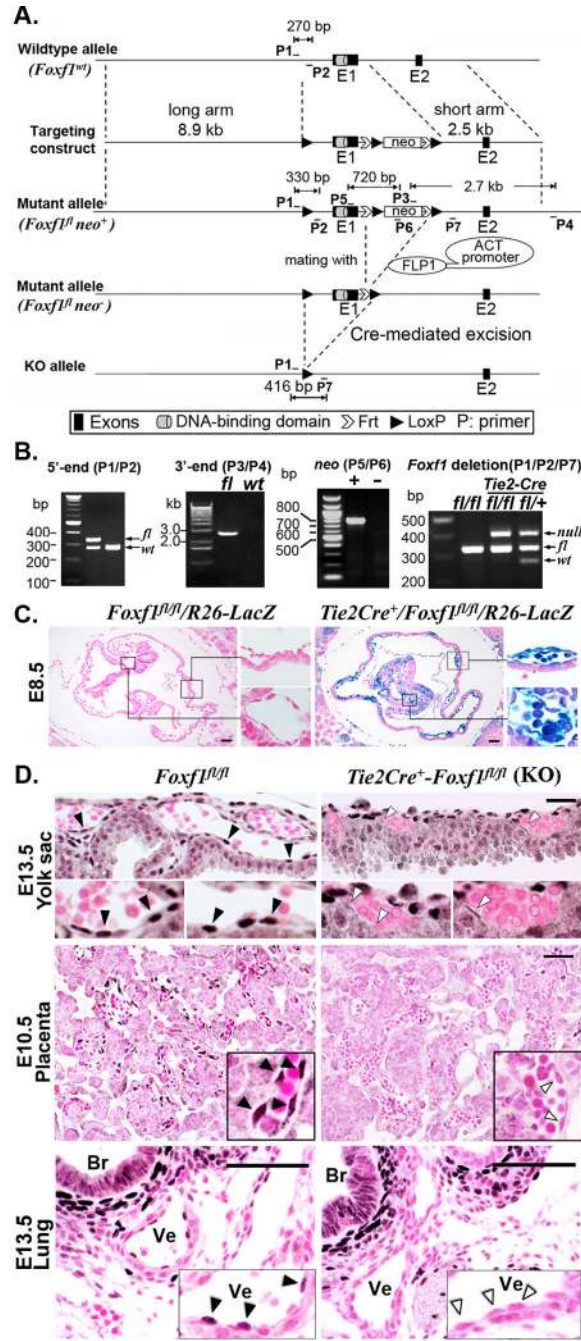 A.
270 bp
Wildtype allele P1
(Foxf1wt) P2 E1 E2
long arm short arm
Targeting 8.9 kb 2.5 kb
construct neo
E1 E2
330 bp 720 bp 2.7 kb
Mutant allele P1 P5 P3
(Foxf1fl neo+) P2 E1 neo P6 P7 E2 P4
mating with FLP1 ACT promoter
Mutant allele
(Foxf1fl neo-) E1 E2
Cre-mediated excision
KO allele P1
416 bp P7 E2
Exons DNA-binding domain Frt LoxP P: primer
B.
5'-end (P1/P2) 3'-end (P3/P4) neo (P5/P6) Foxf1 deletion(P1/P2/P7)
Tie2-Cre
bp kb fl wt bp + - bp fl/fl fl/fl fl/+
400 300 200 100 fl wt
3.0 2.0
800 700 600 500
500 400 300 200 null fl wt
C.
Foxf1fl/fl/R26-LacZ Tie2Cre+/Foxf1fl/fl/R26-LacZ
E8.5
D.
Foxf1fl/fl Tie2Cre+-Foxf1fl/fl (KO)
E13.5
Yolk sac
E10.5
Placenta
E13.5
Lung
Br Br
Ve Ve
Ve Ve